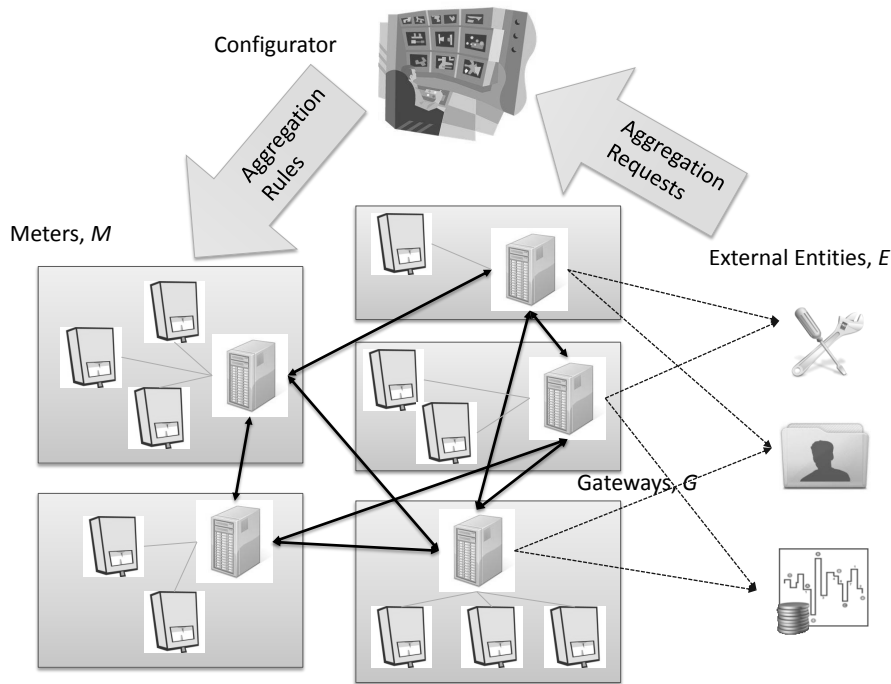 Configurator
Aggregation
Rules
Aggregation
Requests
Meters, M
External Entities, E
Gateways, G